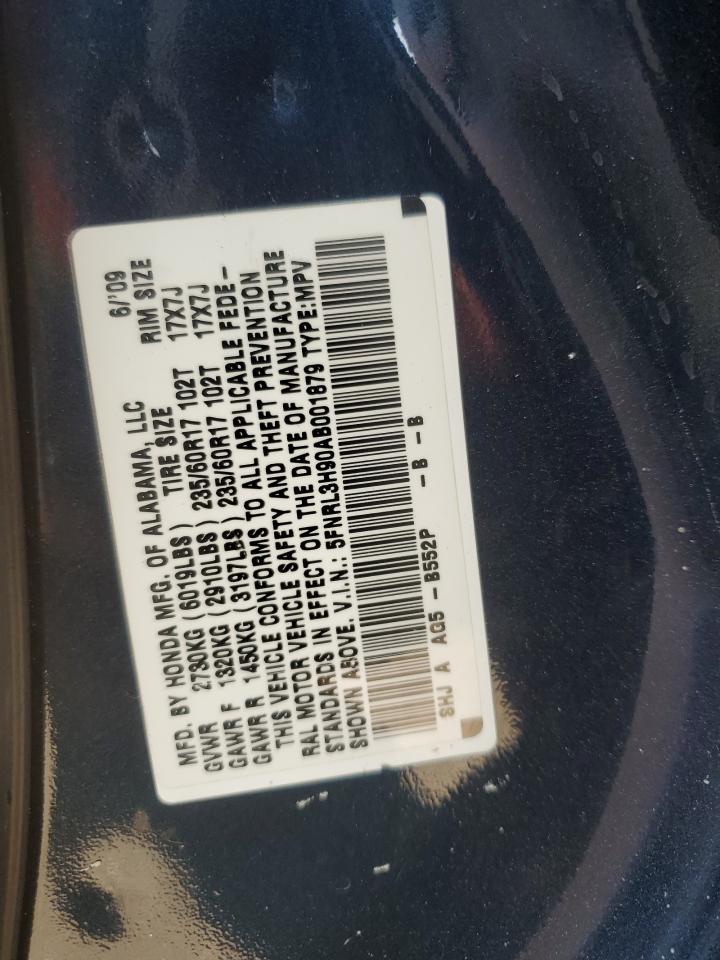 MFD. BY HONDA MFG. OF ALABAMA, LLC 6/'09
GVWR 2730KG (6019LBS) TIRE SIZE RIM SIZE
GAWR F 1320KG (2910LBS) 235/60R17 102T 17X7J
GAWR R 1450KG (3197LBS) 235/60R17 102T 17X7J
THIS VEHICLE CONFORMS TO ALL APPLICABLE FEDE-
RAL MOTOR VEHICLE SAFETY AND THEFT PREVENTION
STANDARDS IN EFFECT ON THE DATE OF MANUFACTURE
SHOWN ABOVE. V.I.N.: 5FNRL3H90AB001879 TYPE:MPV
SHJ A AG5 - B552P - B - B